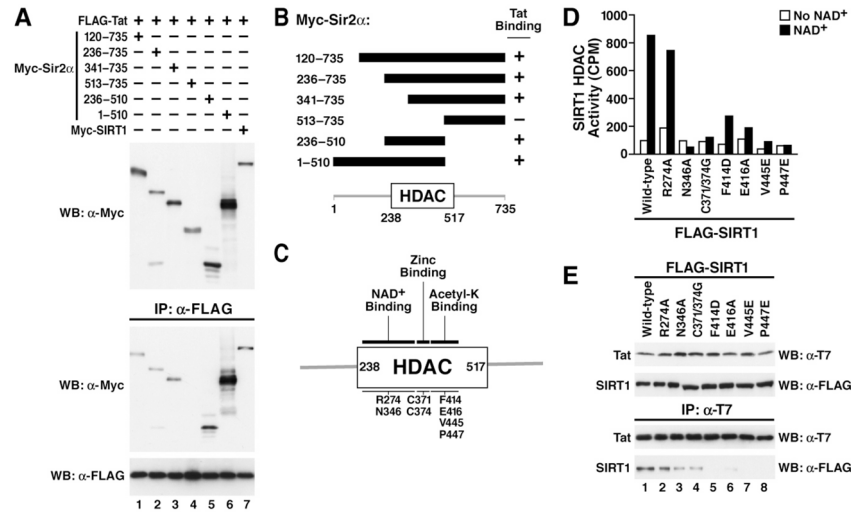 A
FLAG-Tat + + + + + + +
120–735 +
236–735 +
341–735 +
513–735 +
236–510 +
1–510 +
Myc-Sir2α
Myc-SIRT1 +
WB: α-Myc
IP: α-FLAG
WB: α-Myc
WB: α-FLAG
1 2 3 4 5 6 7
B
Myc-Sir2α:
Tat
Binding
120–735 +
236–735 +
341–735 +
513–735 –
236–510 +
1–510 +
HDAC
1 238 517 735
C
Zinc
Binding
NAD+
Binding
Acetyl-K
Binding
238 HDAC 517
R274 C371 F414
N346 C374 E416
V445
P447
D
No NAD+
NAD+
SIRT1 HDAC
Activity (CPM)
1000
800
600
400
200
0
Wild-type
R274A
N346A
C371/374G
F414D
E416A
V445E
P447E
FLAG-SIRT1
E
FLAG-SIRT1
Wild-type
R274A
N346A
C371/374G
F414D
E416A
V445E
P447E
Tat WB: α-T7
SIRT1 WB: α-FLAG
IP: α-T7
Tat WB: α-T7
SIRT1 WB: α-FLAG
1 2 3 4 5 6 7 8